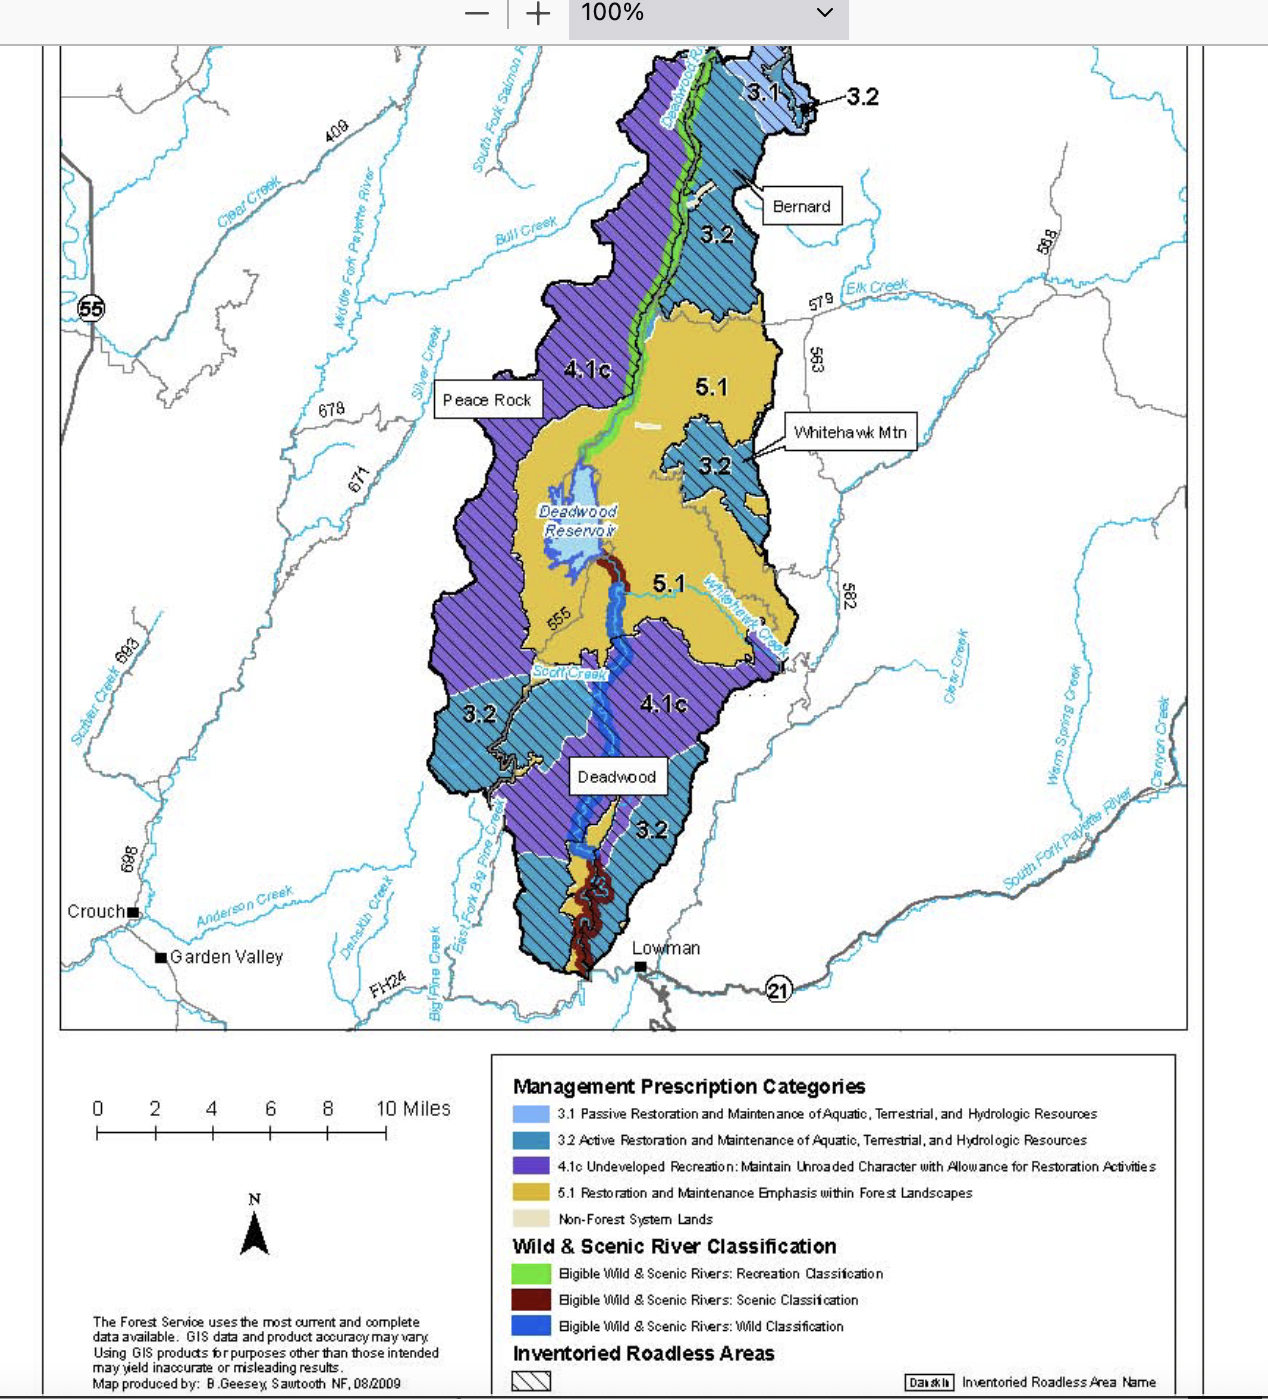 100%
Deadwood
3.1
3.2
409
South Fork Salmon
Clear Creek
Middle Fork Payette River
Bull Creek
Bernard
3.2
568
55
579
Elk Creek
563
Silver Creek
4.1c
5.1
Peace Rock
678
Whitehawk Mtn
3.2
671
Deadwood
Reservoir
5.1
Whitehawk Creek
582
555
693
Scriver Creek
Scott Creek
Clear Creek
3.2
4.1c
Warm Spring Creek
Canyon Creek
Deadwood
3.2
South Fork Payette River
698
East Fork Big Pine Creek
Anderson Creek
Danskin Creek
Crouch
Garden Valley
Big Pine Creek
Lowman
FH24
21
0 2 4 6 8 10 Miles
N
The Forest Service uses the most current and complete
data available. GIS data and product accuracy may vary.
Using GIS products for purposes other than those intended
may yield inaccurate or misleading results.
Map produced by: B.Geesey, Sawtooth NF, 08/2009
Management Prescription Categories
3.1 Passive Restoration and Maintenance of Aquatic, Terrestrial, and Hydrologic Resources
3.2 Active Restoration and Maintenance of Aquatic, Terrestrial, and Hydrologic Resources
4.1c Undeveloped Recreation: Maintain Unroaded Character with Allowance for Restoration Activities
5.1 Restoration and Maintenance Emphasis within Forest Landscapes
Non-Forest System Lands
Wild & Scenic River Classification
Eligible Wild & Scenic Rivers: Recreation Classification
Eligible Wild & Scenic Rivers: Scenic Classification
Eligible Wild & Scenic Rivers: Wild Classification
Inventoried Roadless Areas
Danskin Inventoried Roadless Area Name